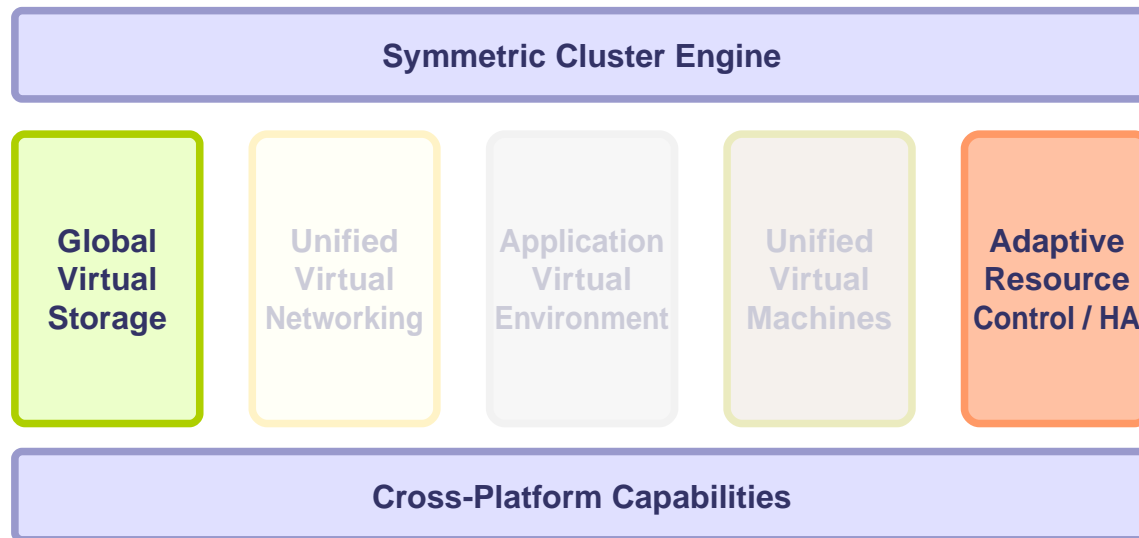 Symmetric Cluster Engine
Global
Virtual
Storage
Unified
Virtual
Networking
Application
Virtual
Environment
Unified
Virtual
Machines
Adaptive
Resource
Control / HA
Cross-Platform Capabilities